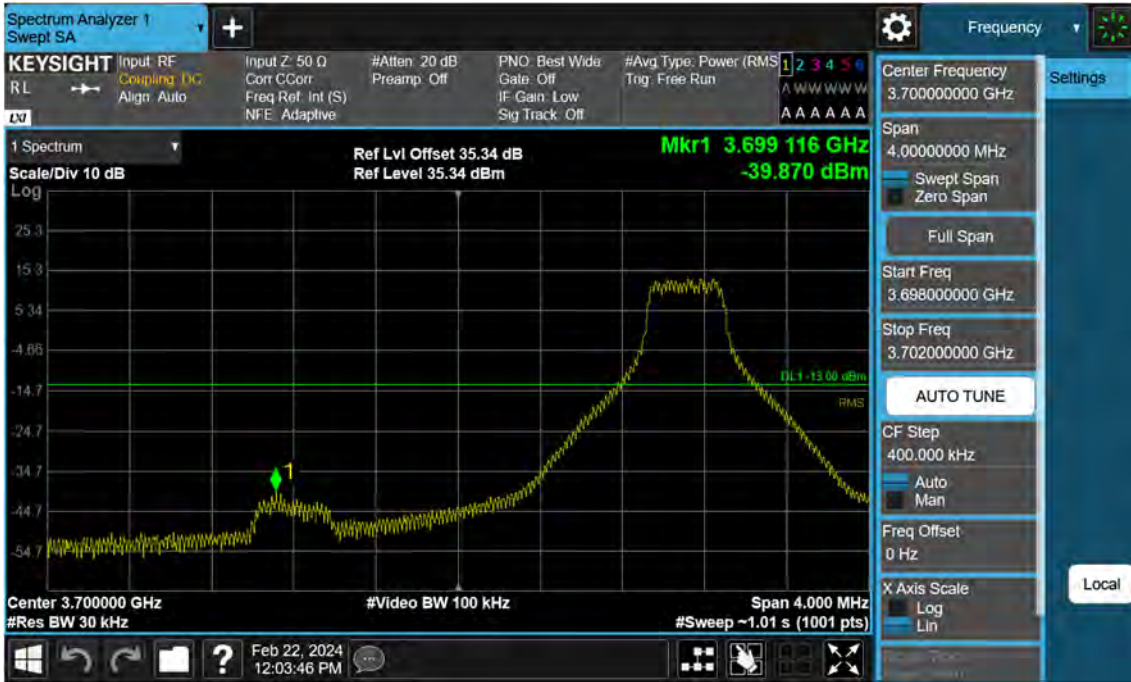 Spectrum Analyzer 1
Swept SA
+
Frequency
KEYSIGHT
RL
LXI
Input: RF
Coupling: DC
Align: Auto
Input Z: 50 Ω
Corr CCorr
Freq Ref: Int (S)
NFE: Adaptive
#Atten: 20 dB
Preamp: Off
PNO: Best Wide
Gate: Off
IF Gain: Low
Sig Track: Off
#Avg Type: Power (RMS
Trig: Free Run
1 2 3 4 5 6
A W W W W W
A A A A A A
1 Spectrum
Scale/Div 10 dB
Log
Ref Lvl Offset 35.34 dB
Ref Level 35.34 dBm
Mkr1 3.699 116 GHz
-39.870 dBm
25.3
15.3
5.34
-4.66
-14.7
-24.7
-34.7
-44.7
-54.7
DL1 -13.00 dBm
RMS
1
Center 3.700000 GHz
#Res BW 30 kHz
#Video BW 100 kHz
Span 4.000 MHz
#Sweep ~1.01 s (1001 pts)
Center Frequency
3.700000000 GHz
Settings
Span
4.00000000 MHz
Swept Span
Zero Span
Full Span
Start Freq
3.698000000 GHz
Stop Freq
3.702000000 GHz
AUTO TUNE
CF Step
400.000 kHz
Auto
Man
Freq Offset
0 Hz
X Axis Scale
Log
Lin
Local
?
Feb 22, 2024
12:03:46 PM